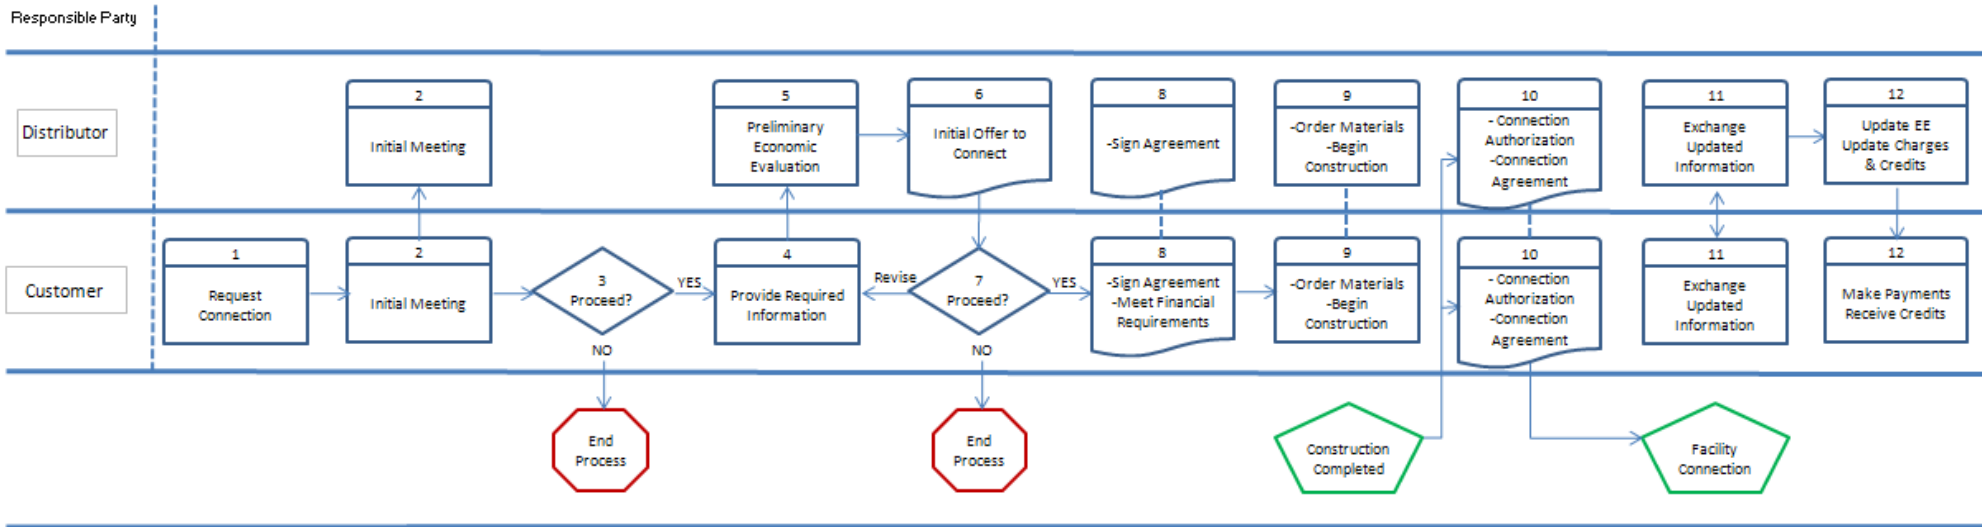 Responsible Party
Distributor
2
Initial Meeting
5
Preliminary
Economic
Evaluation
6
Initial Offer to
Connect
8
-Sign Agreement
9
-Order Materials
-Begin
Construction
10
- Connection
Authorization
-Connection
Agreement
11
Exchange
Updated
Information
12
Update EE
Update Charges
& Credits
Customer
1
Request
Connection
2
Initial Meeting
3
Proceed?
YES
NO
4
Provide Required
Information
Revise
7
Proceed?
YES
NO
8
-Sign Agreement
-Meet Financial
Requirements
9
-Order Materials
-Begin
Construction
10
- Connection
Authorization
-Connection
Agreement
11
Exchange
Updated
Information
12
Make Payments
Receive Credits
End
Process
End
Process
Construction
Completed
Facility
Connection